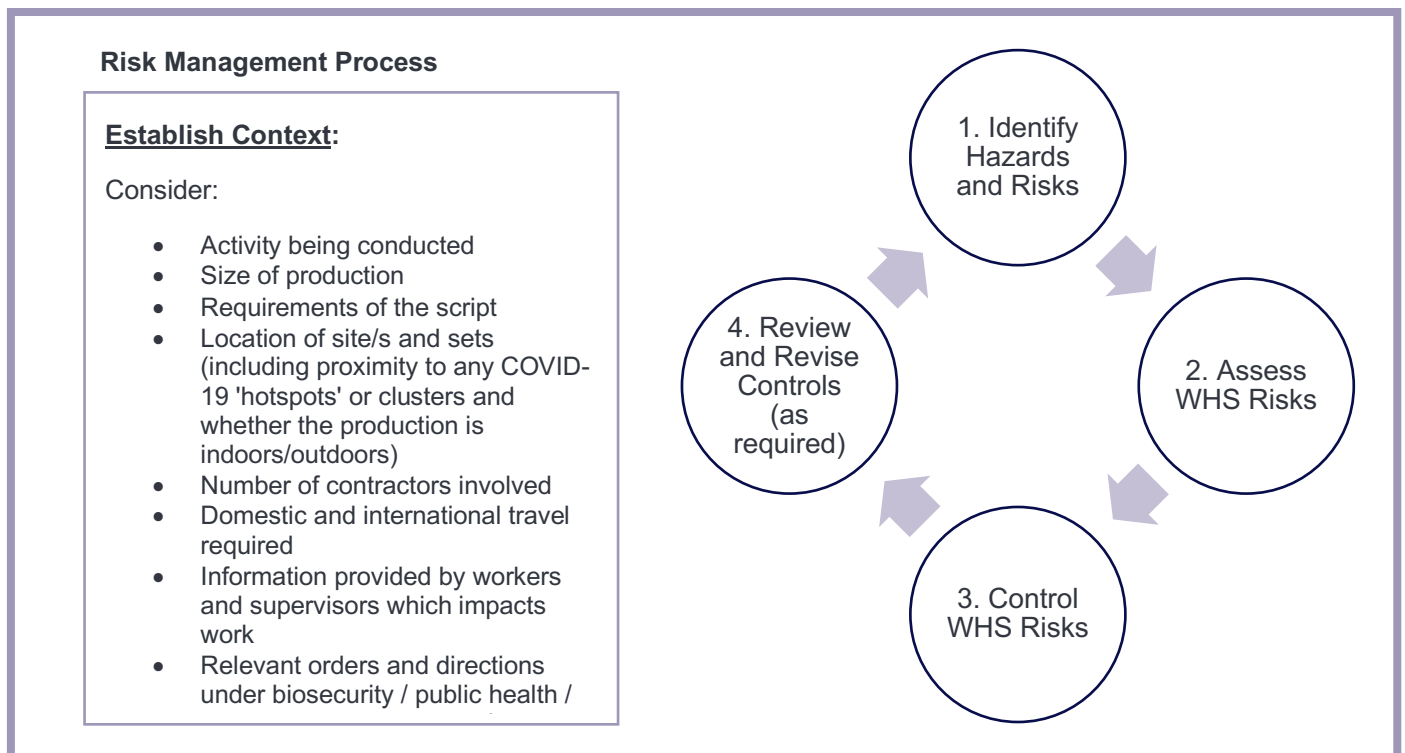 Risk Management Process
Establish Context:
Consider:
• Activity being conducted
• Size of production
• Requirements of the script
• Location of site/s and sets
(including proximity to any COVID-
19 'hotspots' or clusters and
whether the production is
indoors/outdoors)
• Number of contractors involved
• Domestic and international travel
required
• Information provided by workers
and supervisors which impacts
work
• Relevant orders and directions
under biosecurity / public health /
1. Identify
Hazards
and Risks
2. Assess
WHS Risks
3. Control
WHS Risks
4. Review
and Revise
Controls
(as
required)